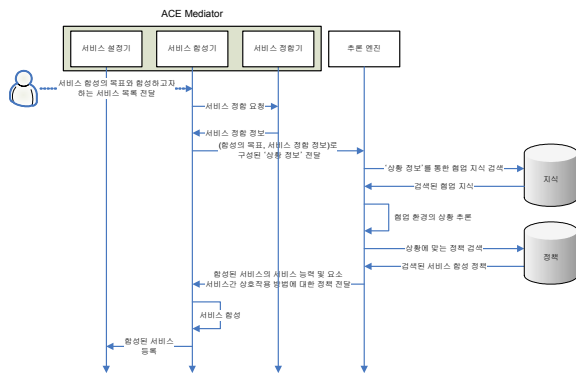 ACE Mediator
서비스 설정기
서비스 합성기
서비스 정합기
추론 엔진
서비스 합성의 목표와 합성하고자
하는 서비스 목록 전달
서비스 정합 요청
서비스 정합 정보
(합성의 목표, 서비스 정합 정보)로
구성된 '상황 정보' 전달
'상황 정보'를 통한 협업 지식 검색
지식
검색된 협업 지식
협업 환경의 상황 추론
상황에 맞는 정책 검색
정책
검색된 서비스 합성 정책
합성된 서비스의 서비스 능력 및 요소
서비스간 상호작용 방법에 대한 정책 전달
서비스 합성
합성된 서비스
등록